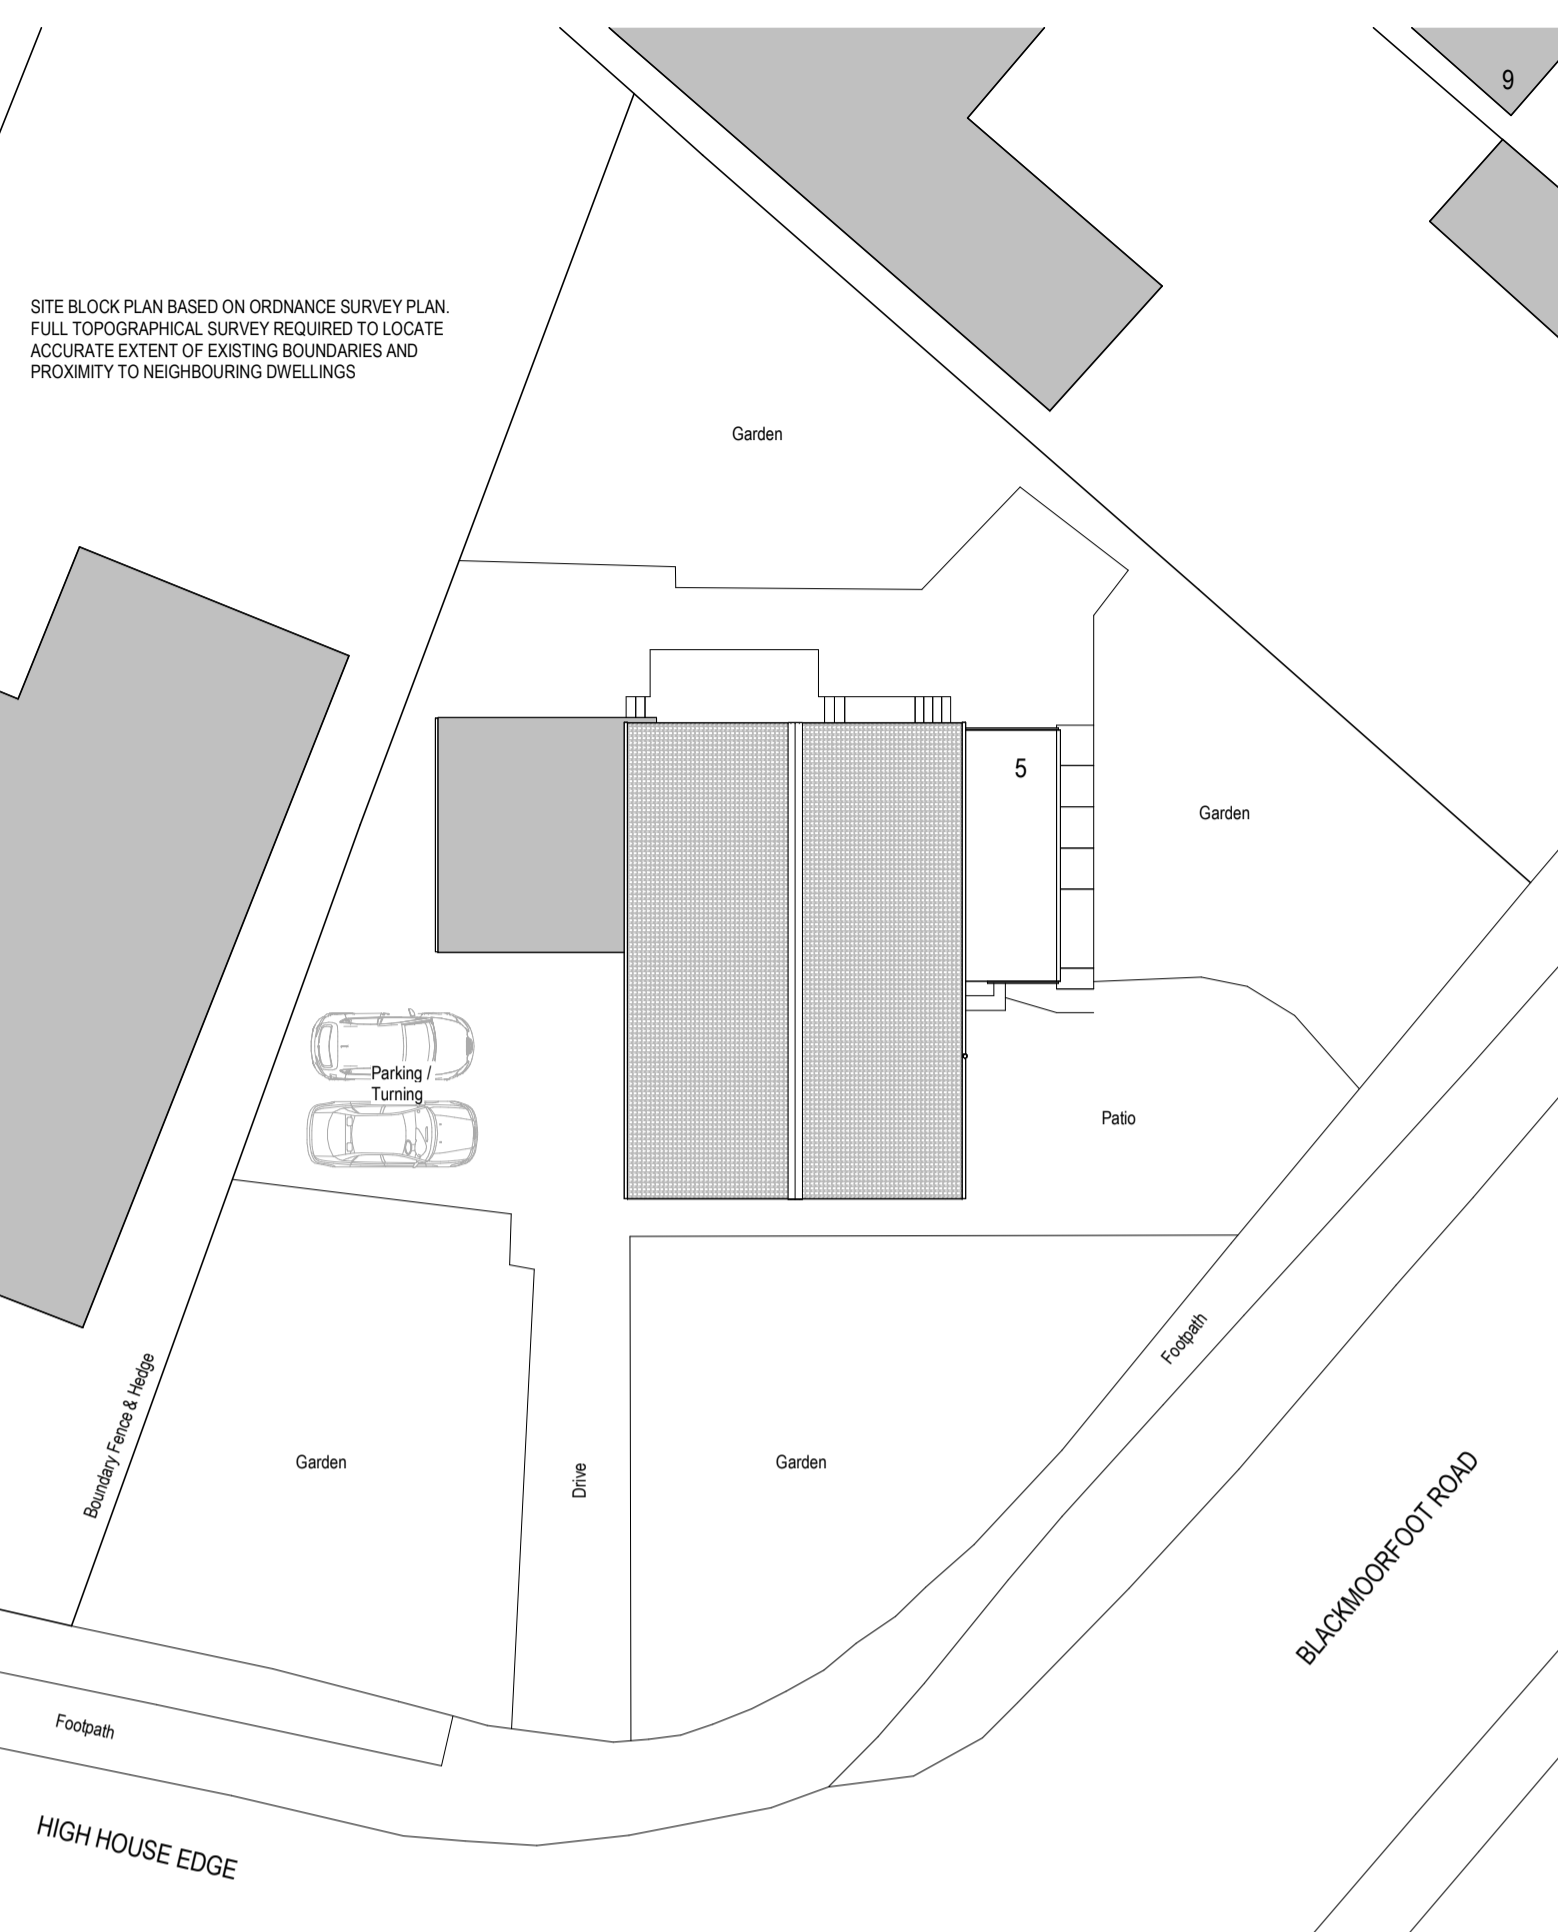 9
SITE BLOCK PLAN BASED ON ORDNANCE SURVEY PLAN.
FULL TOPOGRAPHICAL SURVEY REQUIRED TO LOCATE
ACCURATE EXTENT OF EXISTING BOUNDARIES AND
PROXIMITY TO NEIGHBOURING DWELLINGS
Garden
5
Garden
Parking /
Turning
Patio
Footpath
Boundary Fence & Hedge
Garden
Drive
Garden
BLACKMOORFOOT ROAD
Footpath
HIGH HOUSE EDGE